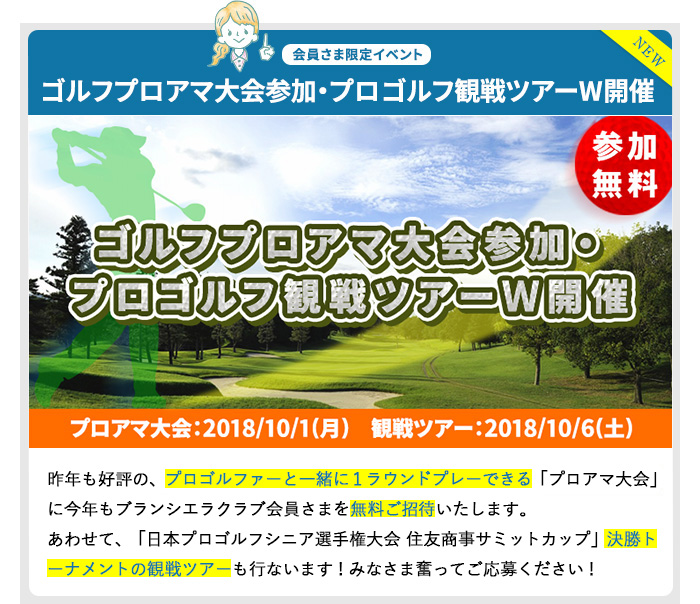 会員さま限定イベント
NEW
ゴルフプロアマ大会参加・プロゴルフ観戦ツアーW開催
参加
無料
ゴルフプロアマ大会参加・
プロゴルフ観戦ツアーW開催
プロアマ大会：2018/10/1(月)　観戦ツアー：2018/10/6(土)
昨年も好評の、プロゴルファーと一緒に１ラウンドプレーできる「プロアマ大会」
に今年もブランシエラクラブ会員さまを無料ご招待いたします。
あわせて、「日本プロゴルフシニア選手権大会 住友商事サミットカップ」決勝ト
ーナメントの観戦ツアーも行ないます！みなさま奮ってご応募ください！